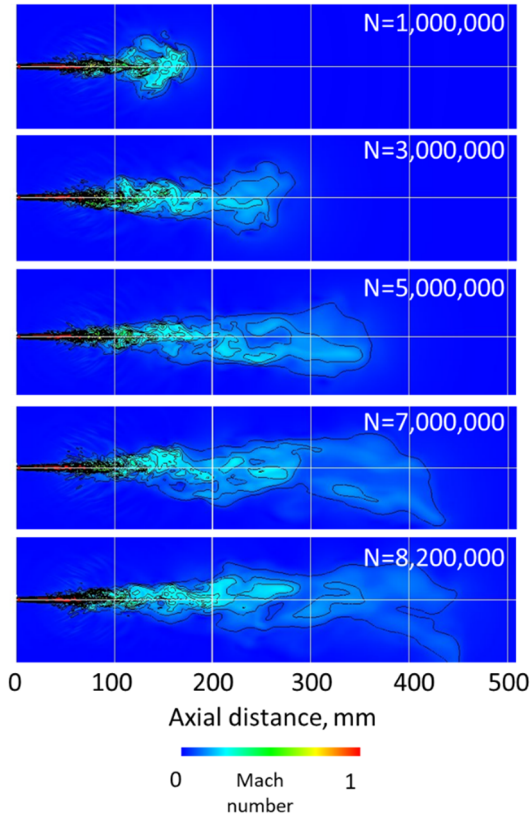 N=1,000,000
N=3,000,000
N=5,000,000
N=7,000,000
N=8,200,000
0 100 200 300 400 500
Axial distance, mm
0 Mach 1
number